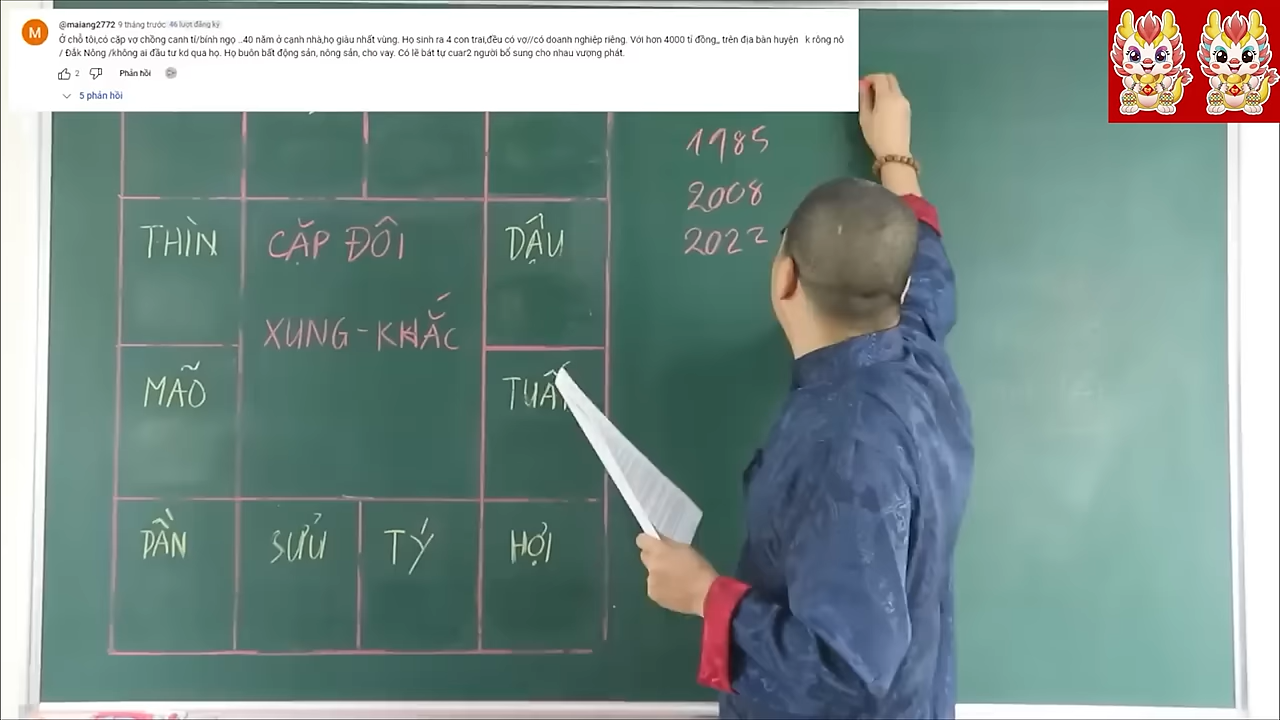 M
@maiang2772 9 tháng trước 46 lượt đăng ký
Ở chỗ tôi,có cặp vợ chồng canh tí/bính ngọ ..40 năm ở cạnh nhà,họ giàu nhất vùng. Họ sinh ra 4 con trai,đều có vợ//có doanh nghiệp riêng. Với hơn 4000 tỉ đồng,, trên địa bàn huyện k rông nô
/ Đắk Nông /không ai đầu tư kd qua họ. Họ buôn bất động sản, nông sản, cho vay. Có lẽ bát tự cuar2 người bổ sung cho nhau vượng phát.
2 Phản hồi
5 phản hồi
1985
2008
2022
THÌN CẶP ĐÔI DẬU
XUNG-KHẮC
MÃO
DẦN SỬU TÝ HỢI